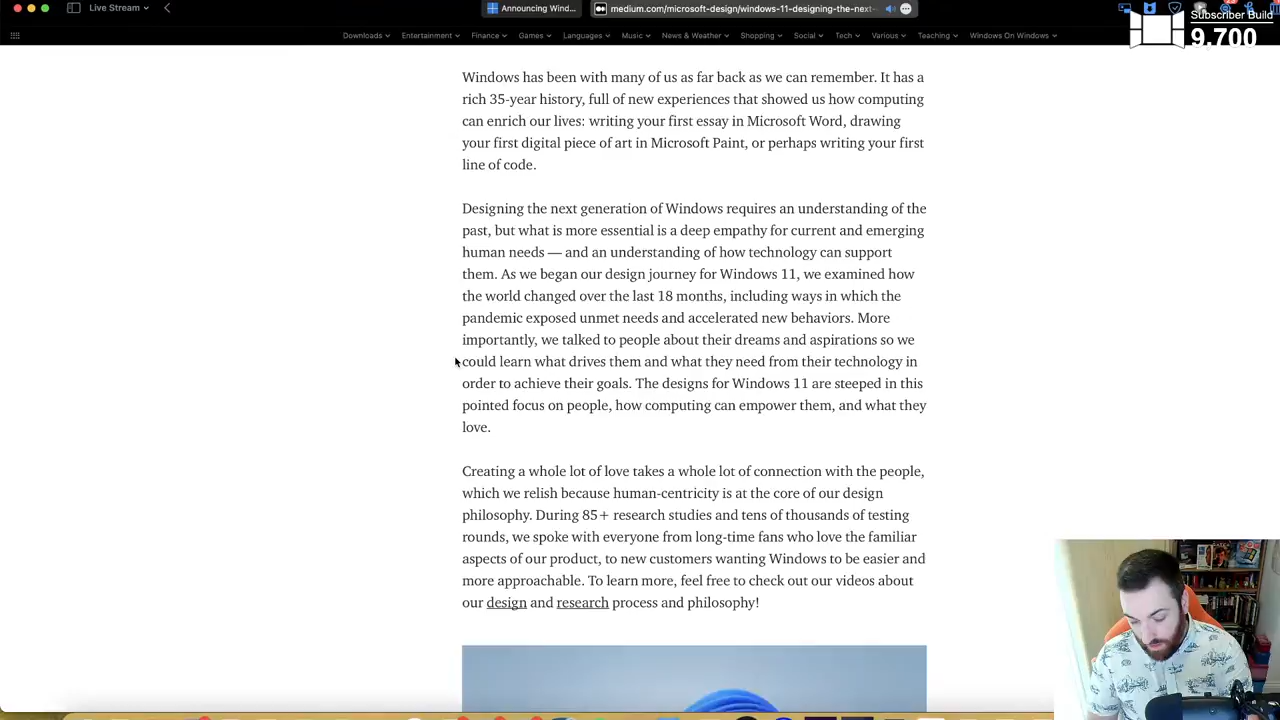 Live Stream
Announcing Wind...
medium.com/microsoft-design/windows-11-designing-the-next-
Subscriber Build
9,700
Downloads
Entertainment
Finance
Games
Languages
Music
News & Weather
Shopping
Social
Tech
Various
Teaching
Windows On Windows
Windows has been with many of us as far back as we can remember. It has a
rich 35-year history, full of new experiences that showed us how computing
can enrich our lives: writing your first essay in Microsoft Word, drawing
your first digital piece of art in Microsoft Paint, or perhaps writing your first
line of code.
Designing the next generation of Windows requires an understanding of the
past, but what is more essential is a deep empathy for current and emerging
human needs — and an understanding of how technology can support
them. As we began our design journey for Windows 11, we examined how
the world changed over the last 18 months, including ways in which the
pandemic exposed unmet needs and accelerated new behaviors. More
importantly, we talked to people about their dreams and aspirations so we
could learn what drives them and what they need from their technology in
order to achieve their goals. The designs for Windows 11 are steeped in this
pointed focus on people, how computing can empower them, and what they
love.
Creating a whole lot of love takes a whole lot of connection with the people,
which we relish because human-centricity is at the core of our design
philosophy. During 85+ research studies and tens of thousands of testing
rounds, we spoke with everyone from long-time fans who love the familiar
aspects of our product, to new customers wanting Windows to be easier and
more approachable. To learn more, feel free to check out our videos about
our design and research process and philosophy!